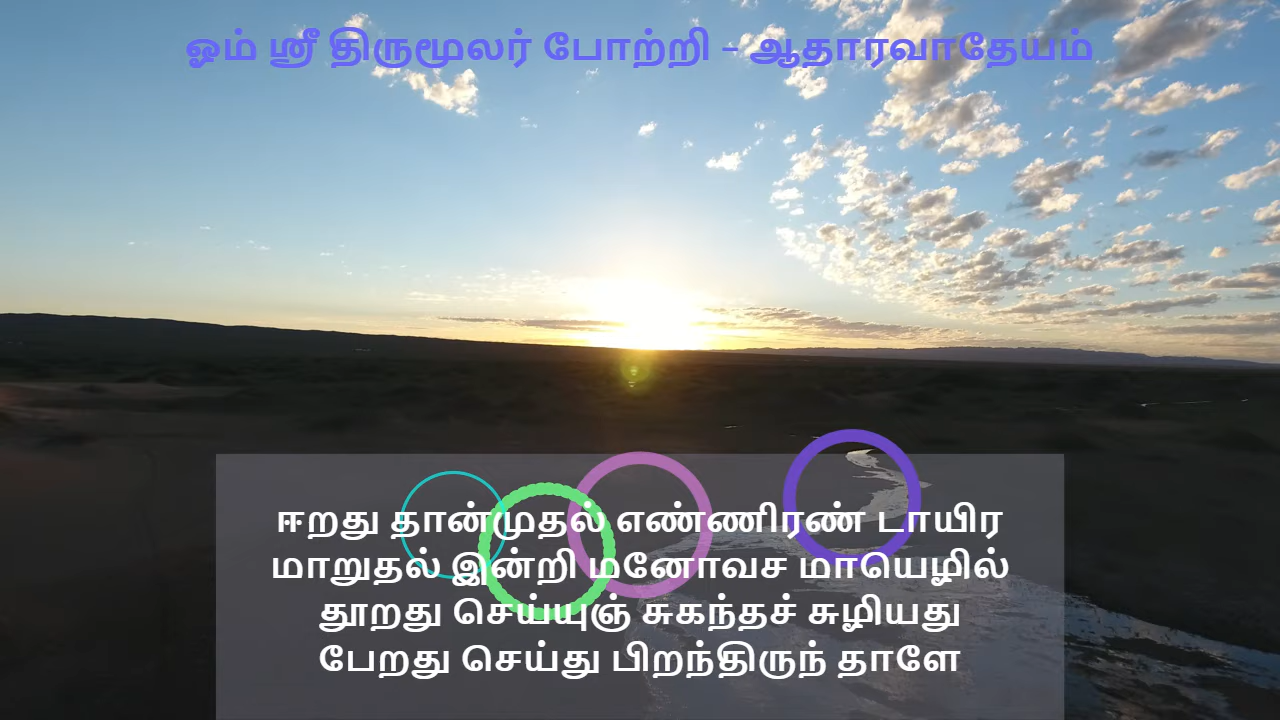 ஓம் ஸ்ரீ திருமூலர் போற்றி - ஆதாரவாதேயம்
ஈறது தான்முதல் எண்ணிரண் டாயிர
மாறுதல் இன்றி மனோவச மாயெழில்
தூறது செய்யுஞ் சுகந்தச் சுழியது
பேறது செய்து பிறந்திருந் தாளே